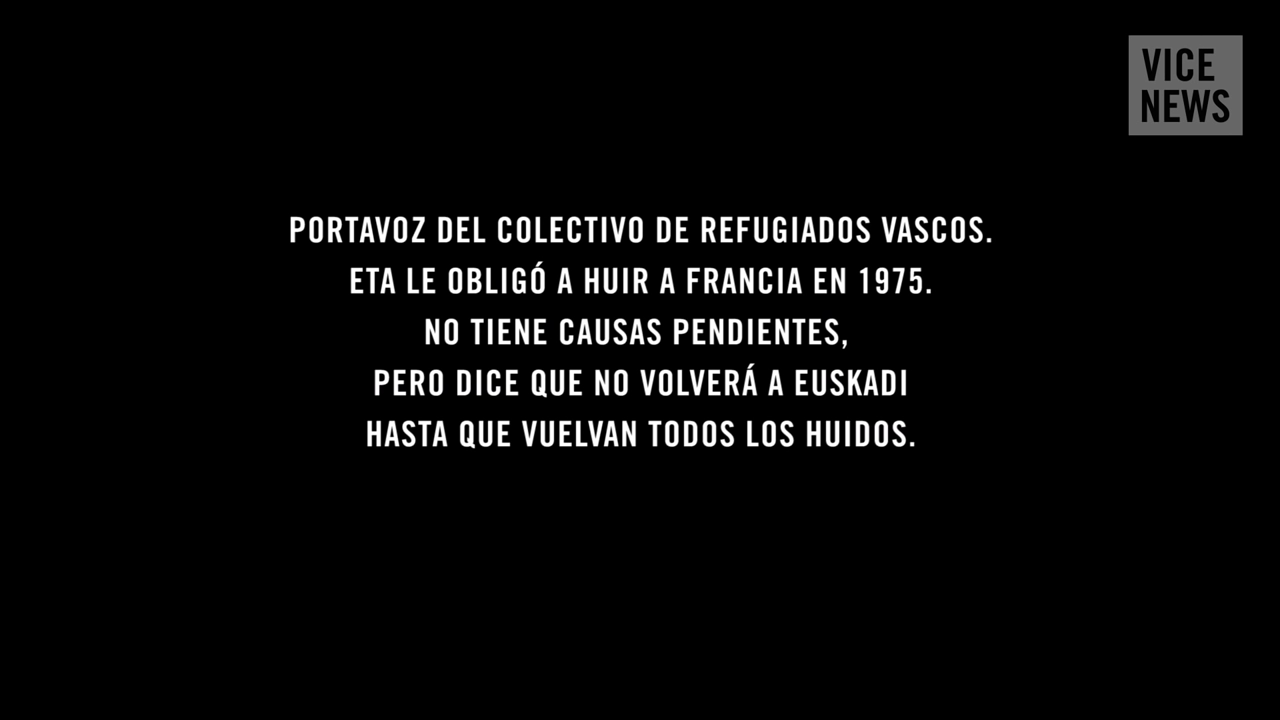 VICE
NEWS
PORTAVOZ DEL COLECTIVO DE REFUGIADOS VASCOS.
ETA LE OBLIGÓ A HUIR A FRANCIA EN 1975.
NO TIENE CAUSAS PENDIENTES,
PERO DICE QUE NO VOLVERÁ A EUSKADI
HASTA QUE VUELVAN TODOS LOS HUIDOS.